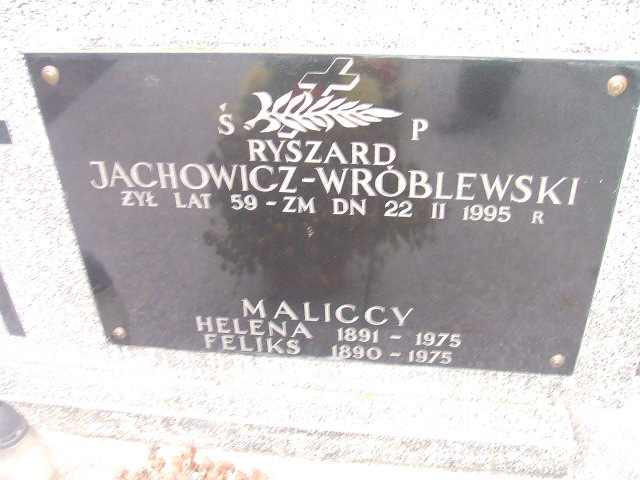 Ś P
RYSZARD
JACHOWICZ-WRÓBLEWSKI
ŻYŁ LAT 59 - ZM DN 22 II 1995 R
MALICCY
HELENA 1891 - 1975
FELIKS 1890 - 1975